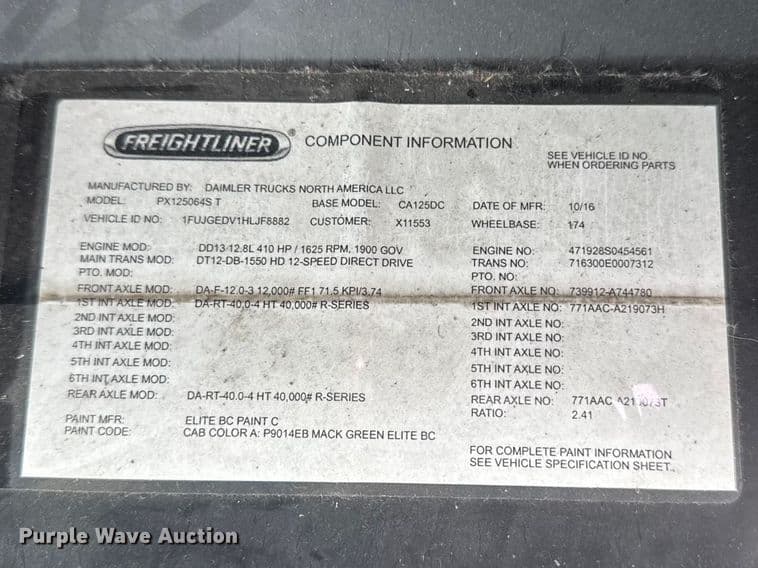 FREIGHTLINER ® COMPONENT INFORMATION
SEE VEHICLE ID NO
WHEN ORDERING PARTS
MANUFACTURED BY: DAIMLER TRUCKS NORTH AMERICA LLC
MODEL: PX125064S T BASE MODEL: CA125DC DATE OF MFR: 10/16
VEHICLE ID NO: 1FUJGEDV1HLJF8882 CUSTOMER: X11553 WHEELBASE: 174
ENGINE MOD: DD13 12.8L 410 HP / 1625 RPM, 1900 GOV ENGINE NO: 471928S0454561
MAIN TRANS MOD: DT12-DB-1550 HD 12-SPEED DIRECT DRIVE TRANS NO: 716300E0007312
PTO. MOD: PTO. NO:
FRONT AXLE MOD: DA-F-12.0-3 12,000# FF1 71.5 KPI/3.74 FRONT AXLE NO: 739912-A744780
1ST INT AXLE MOD: DA-RT-40.0-4 HT 40,000# R-SERIES 1ST INT AXLE NO: 771AAC-A219073H
2ND INT AXLE MOD: 2ND INT AXLE NO:
3RD INT AXLE MOD: 3RD INT AXLE NO:
4TH INT AXLE MOD: 4TH INT AXLE NO:
5TH INT AXLE MOD: 5TH INT AXLE NO:
6TH INT AXLE MOD: 6TH INT AXLE NO:
REAR AXLE MOD: DA-RT-40.0-4 HT 40,000# R-SERIES REAR AXLE NO: 771AAC
RATIO: 2.41
PAINT MFR: ELITE BC PAINT C
PAINT CODE: CAB COLOR A: P9014EB MACK GREEN ELITE BC
FOR COMPLETE PAINT INFORMATION
SEE VEHICLE SPECIFICATION SHEET.
Purple Wave Auction